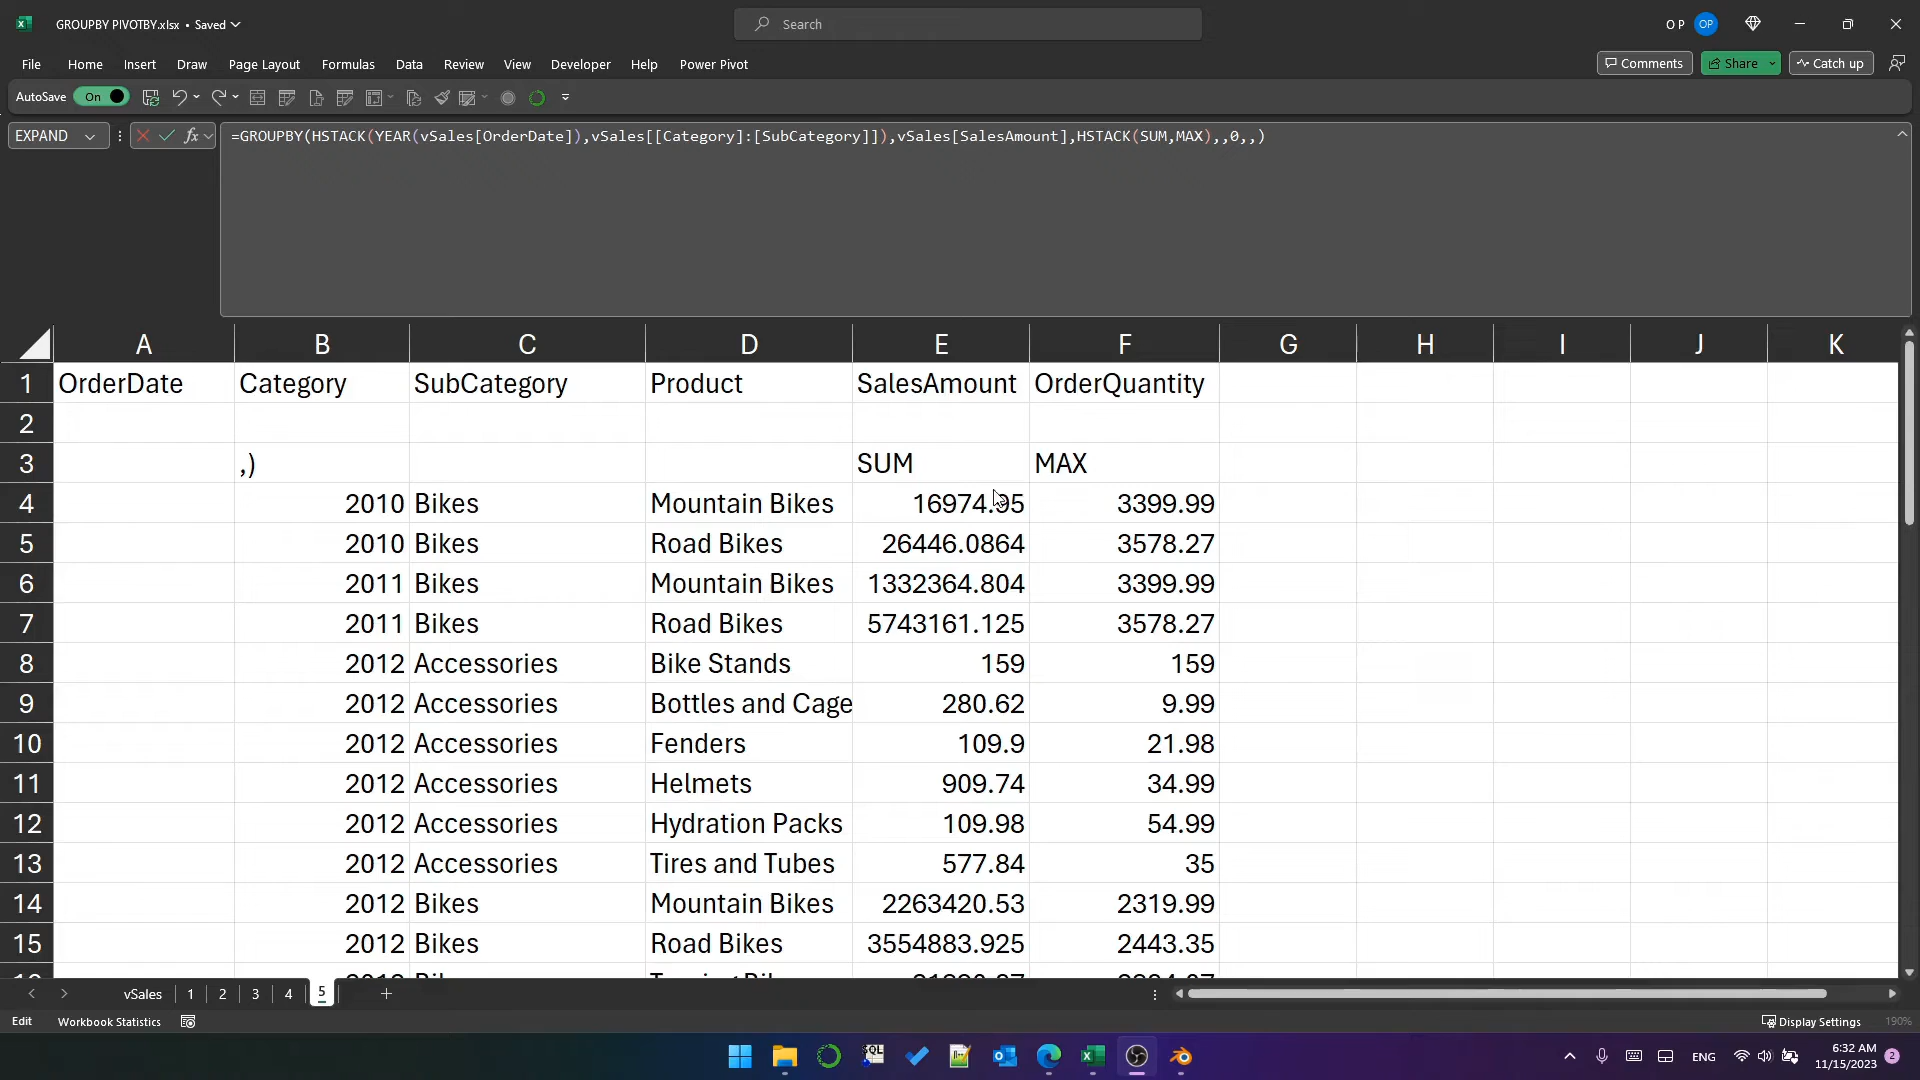 GROUPBY PIVOTBY.xlsx • Saved
Search
O P
OP
File Home Insert Draw Page Layout Formulas Data Review View Developer Help Power Pivot
Comments Share Catch up
AutoSave On
EXPAND fx =GROUPBY(HSTACK(YEAR(vSales[OrderDate]),vSales[[Category]:[SubCategory]]),vSales[SalesAmount],HSTACK(SUM,MAX),,0,,)
A B C D E F G H I J K
1 OrderDate Category SubCategory Product SalesAmount OrderQuantity
2
3 ,) SUM MAX
4 2010 Bikes Mountain Bikes 16974.95 3399.99
5 2010 Bikes Road Bikes 26446.0864 3578.27
6 2011 Bikes Mountain Bikes 1332364.804 3399.99
7 2011 Bikes Road Bikes 5743161.125 3578.27
8 2012 Accessories Bike Stands 159 159
9 2012 Accessories Bottles and Cage 280.62 9.99
10 2012 Accessories Fenders 109.9 21.98
11 2012 Accessories Helmets 909.74 34.99
12 2012 Accessories Hydration Packs 109.98 54.99
13 2012 Accessories Tires and Tubes 577.84 35
14 2012 Bikes Mountain Bikes 2263420.53 2319.99
15 2012 Bikes Road Bikes 3554883.925 2443.35
vSales 1 2 3 4 5
Edit Workbook Statistics Display Settings 190%
SQL
ENG
6:32 AM
11/15/2023
2